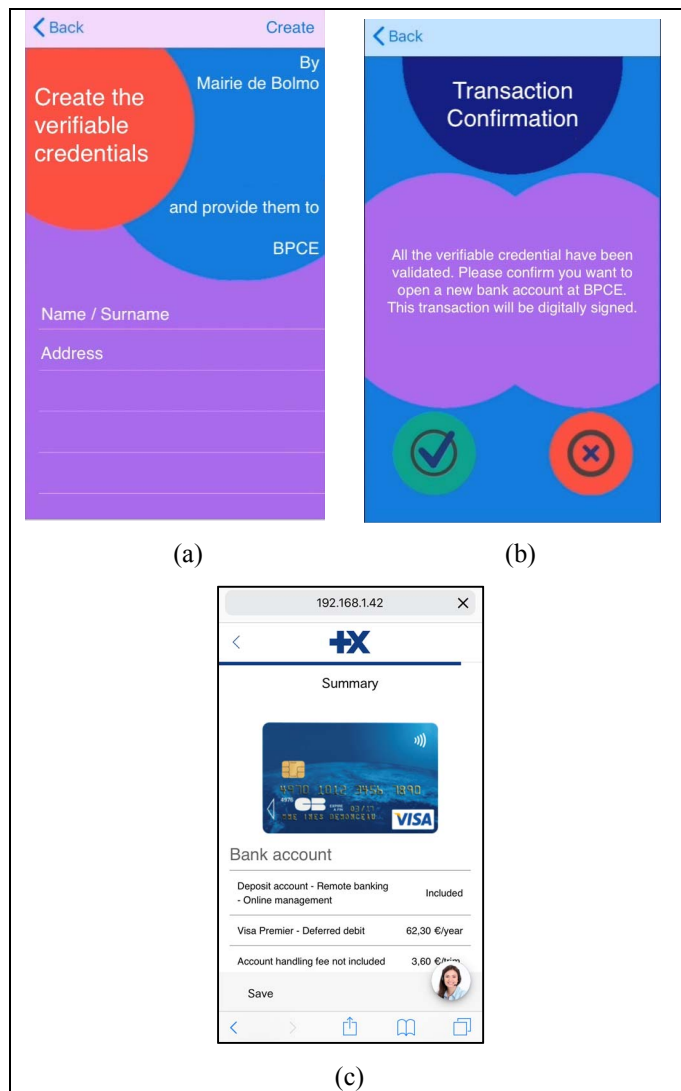 Back
Create
Create the
verifiable
credentials
By
Mairie de Bolmo
and provide them to
BPCE
Name / Surname
Address
(a)
Back
Transaction
Confirmation
All the verifiable credential have been
validated. Please confirm you want to
open a new bank account at BPCE.
This transaction will be digitally signed.
(b)
192.168.1.42
+X
Summary
VISA
Bank account
Deposit account - Remote banking
- Online management
Included
Visa Premier - Deferred debit
62,30 €/year
Account handling fee not included
3,60 €/trim
Save
(c)